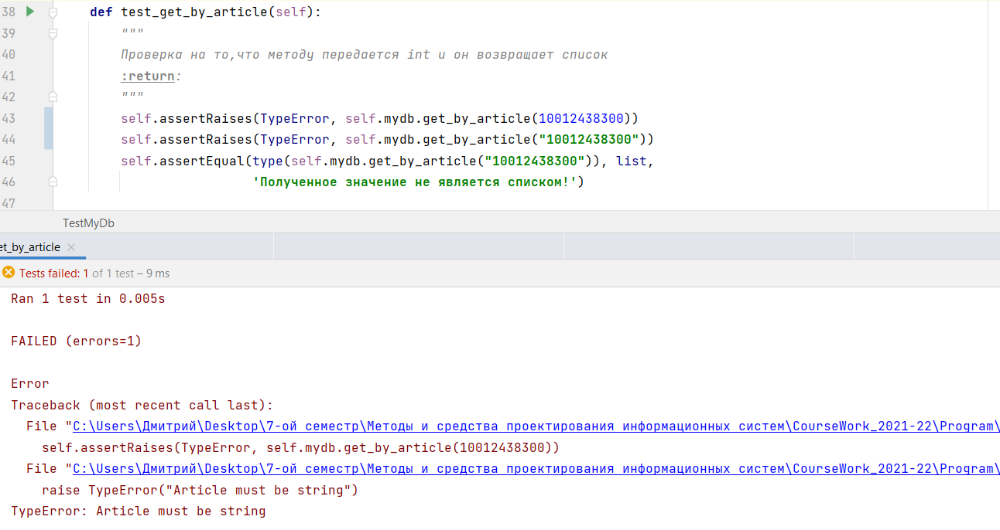 38 def test_get_by_article(self):
39 """
40 Проверка на то,что методу передается int и он возвращает список
41 :return:
42 """
43 self.assertRaises(TypeError, self.mydb.get_by_article(10012438300))
44 self.assertRaises(TypeError, self.mydb.get_by_article("10012438300"))
45 self.assertEqual(type(self.mydb.get_by_article("10012438300")), list,
46 'Полученное значение не является списком!')
47
TestMyDb
et_by_article ×
Tests failed: 1 of 1 test – 9 ms
Ran 1 test in 0.005s
FAILED (errors=1)
Error
Traceback (most recent call last):
File "C:\Users\Дмитрий\Desktop\7-ой семестр\Методы и средства проектирования информационных систем\CourseWork_2021-22\Program\
self.assertRaises(TypeError, self.mydb.get_by_article(10012438300))
File "C:\Users\Дмитрий\Desktop\7-ой семестр\Методы и средства проектирования информационных систем\CourseWork_2021-22\Program\
raise TypeError("Article must be string")
TypeError: Article must be string